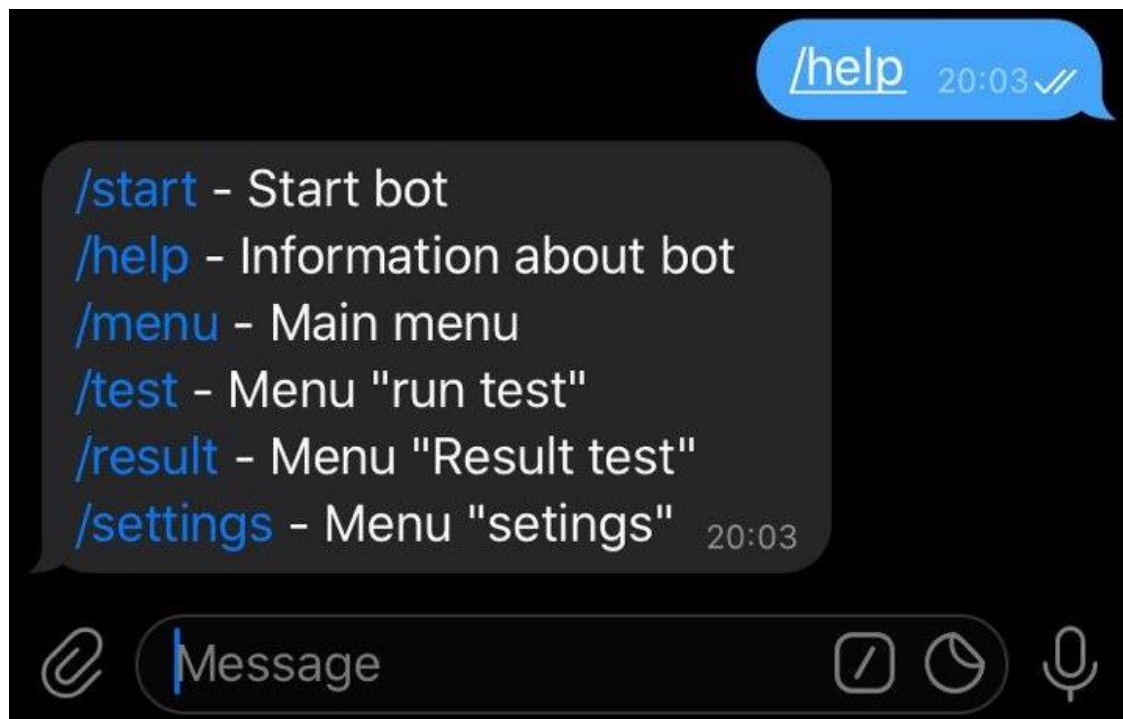 /help 20:03
/start - Start bot
/help - Information about bot
/menu - Main menu
/test - Menu "run test"
/result - Menu "Result test"
/settings - Menu "setings" 20:03
Message